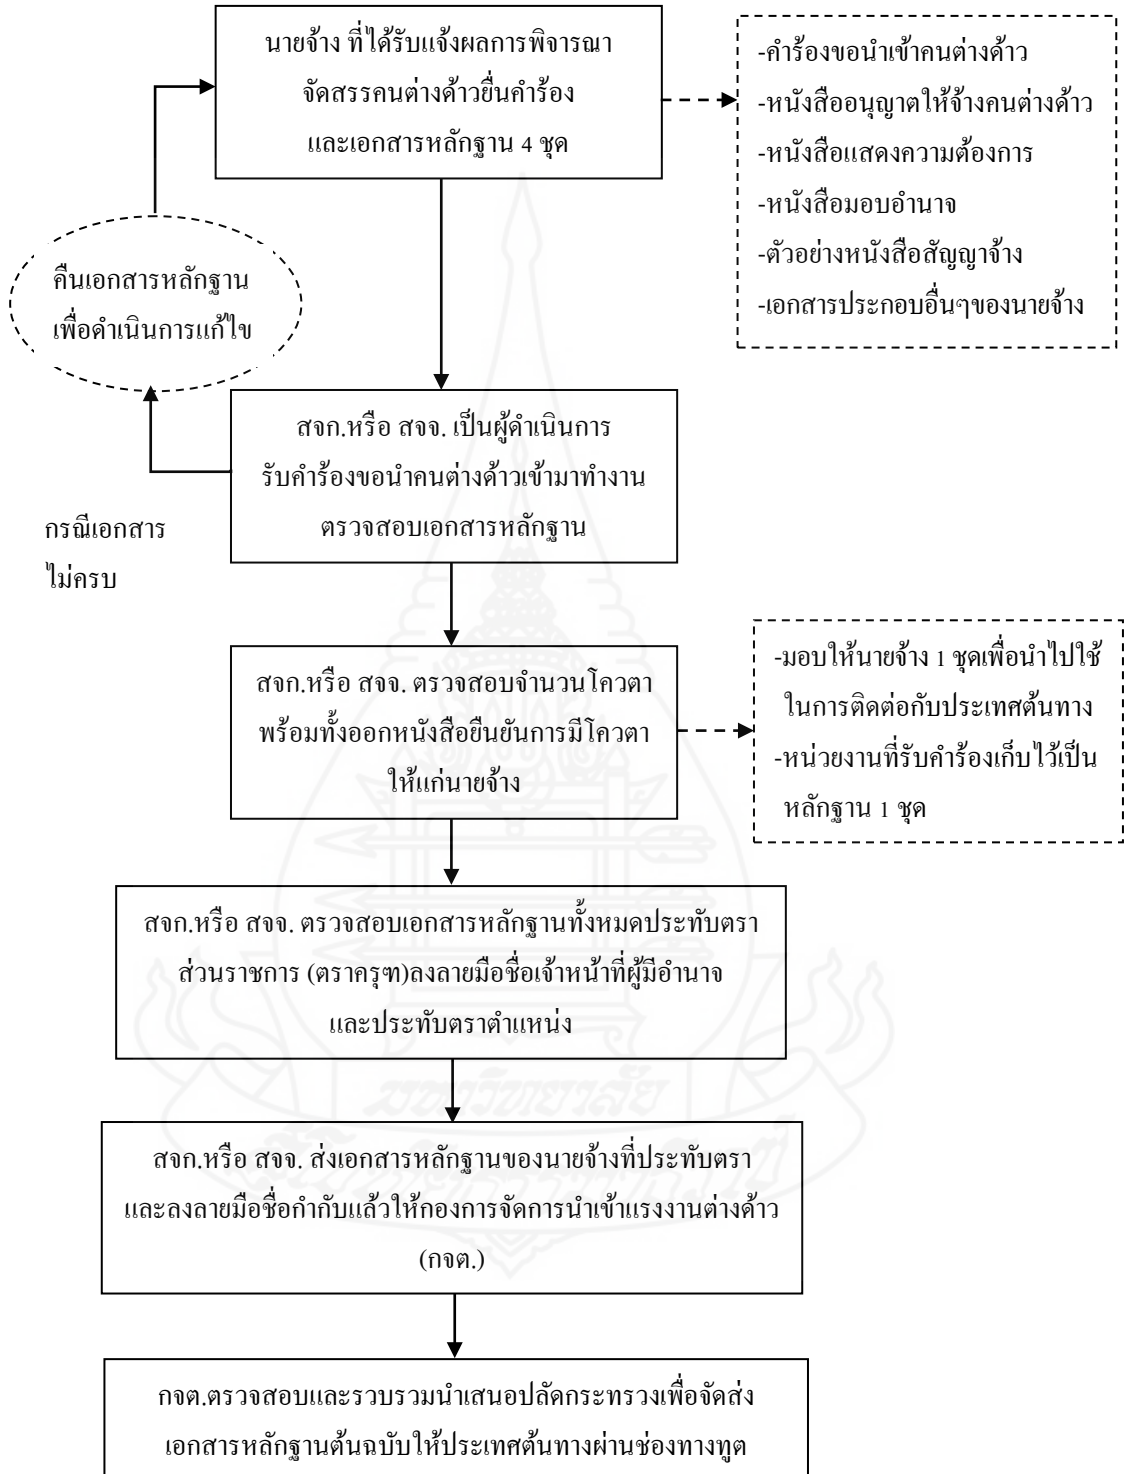 นายจ้าง ที่ได้รับแจ้งผลการพิจารณา
จัดสรรคนต่างด้าวยื่นคำร้อง
และเอกสารหลักฐาน 4 ชุด
-คำร้องขอนำเข้าคนต่างด้าว
-หนังสืออนุญาตให้จ้างคนต่างด้าว
-หนังสือแสดงความต้องการ
-หนังสือมอบอำนาจ
-ตัวอย่างหนังสือสัญญาจ้าง
-เอกสารประกอบอื่นๆของนายจ้าง
คืนเอกสารหลักฐาน
เพื่อดำเนินการแก้ไข
สจก.หรือ สจจ. เป็นผู้ดำเนินการ
รับคำร้องขอนำคนต่างด้าวเข้ามาทำงาน
ตรวจสอบเอกสารหลักฐาน
กรณีเอกสาร
ไม่ครบ
สจก.หรือ สจจ. ตรวจสอบจำนวนโควตา
พร้อมทั้งออกหนังสือยืนยันการมีโควตา
ให้แก่นายจ้าง
-มอบให้นายจ้าง 1 ชุดเพื่อนำไปใช้
ในการติดต่อกับประเทศต้นทาง
-หน่วยงานที่รับคำร้องเก็บไว้เป็น
หลักฐาน 1 ชุด
สจก.หรือ สจจ. ตรวจสอบเอกสารหลักฐานทั้งหมดประทับตรา
ส่วนราชการ (ตราครุฑ)ลงลายมือชื่อเจ้าหน้าที่ผู้มีอำนาจ
และประทับตราตำแหน่ง
มหาวิทยาลัย
สุโขทัยธรรมาธิราช
สจก.หรือ สจจ. ส่งเอกสารหลักฐานของนายจ้างที่ประทับตรา
และลงลายมือชื่อกำกับแล้วให้กองการจัดการนำเข้าแรงงานต่างด้าว
(กจต.)
กจต.ตรวจสอบและรวบรวมนำเสนอปลัดกระทรวงเพื่อจัดส่ง
เอกสารหลักฐานต้นฉบับให้ประเทศต้นทางผ่านช่องทางทูต